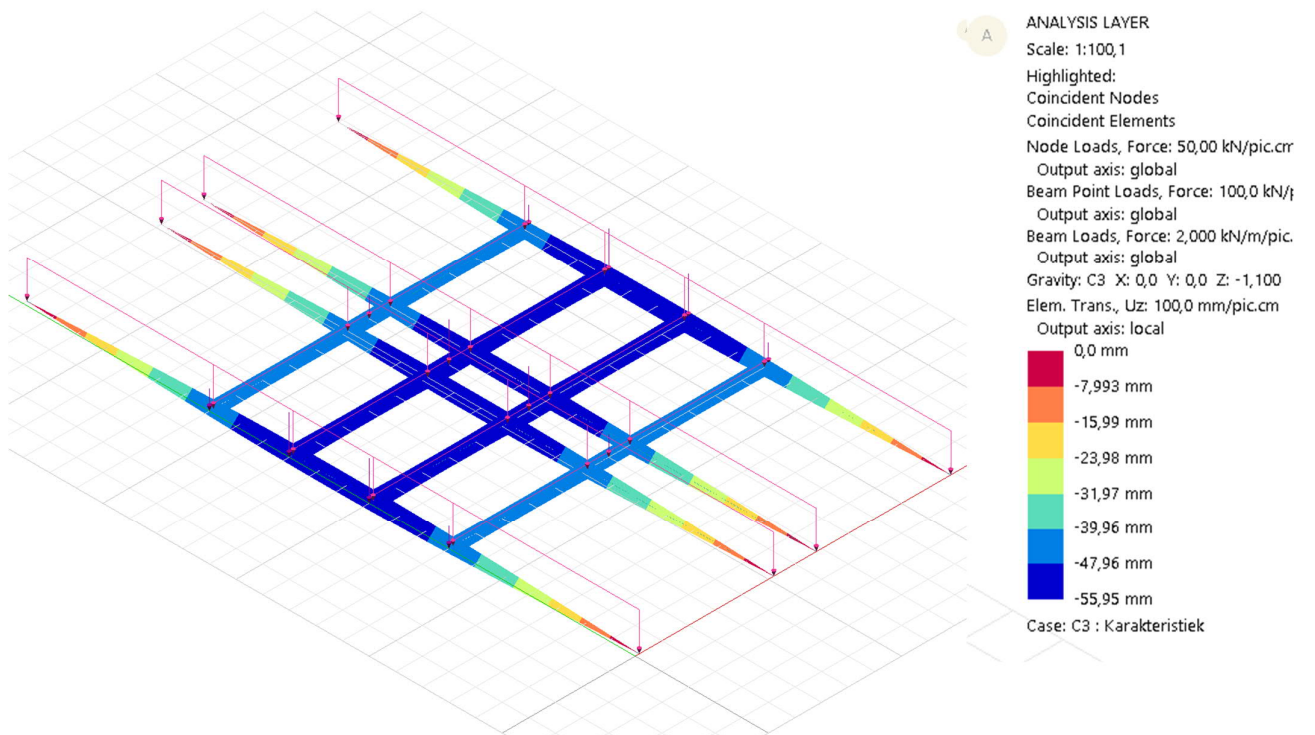 A
ANALYSIS LAYER
Scale: 1:100,1
Highlighted:
Coincident Nodes
Coincident Elements
Node Loads, Force: 50,00 kN/pic.cm
Output axis: global
Beam Point Loads, Force: 100,0 kN/
Output axis: global
Beam Loads, Force: 2,000 kN/m/pic.
Output axis: global
Gravity: C3 X: 0,0 Y: 0,0 Z: -1,100
Elem. Trans., Uz: 100,0 mm/pic.cm
Output axis: local
0,0 mm
-7,993 mm
-15,99 mm
-23,98 mm
-31,97 mm
-39,96 mm
-47,96 mm
-55,95 mm
Case: C3 : Karakteristiek